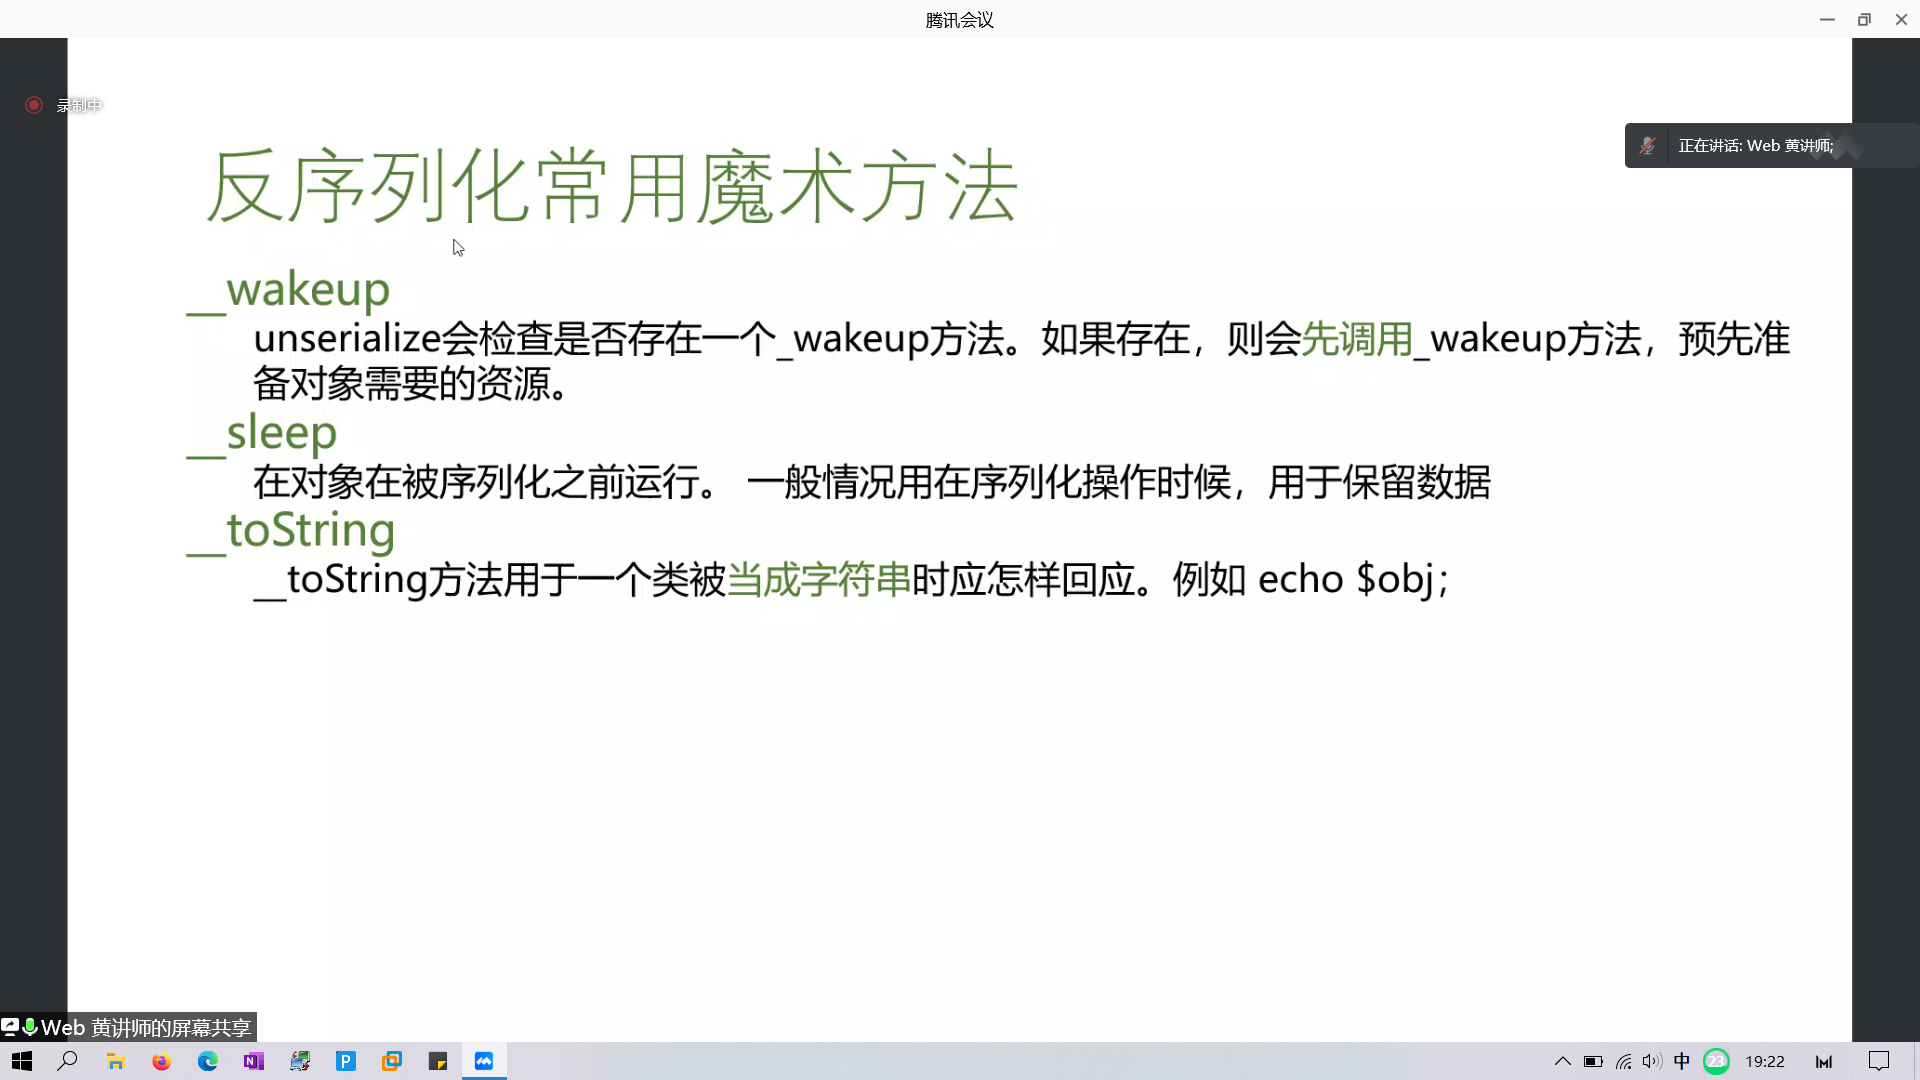 腾讯会议
录制中
正在讲话: Web 黄讲师;
反序列化常用魔术方法
__wakeup
unserialize会检查是否存在一个_wakeup方法。如果存在，则会先调用_wakeup方法，预先准
备对象需要的资源。
__sleep
在对象在被序列化之前运行。 一般情况用在序列化操作时候，用于保留数据
__toString
__toString方法用于一个类被当成字符串时应怎样回应。例如 echo $obj；
Web 黄讲师的屏幕共享
中
23
19:22